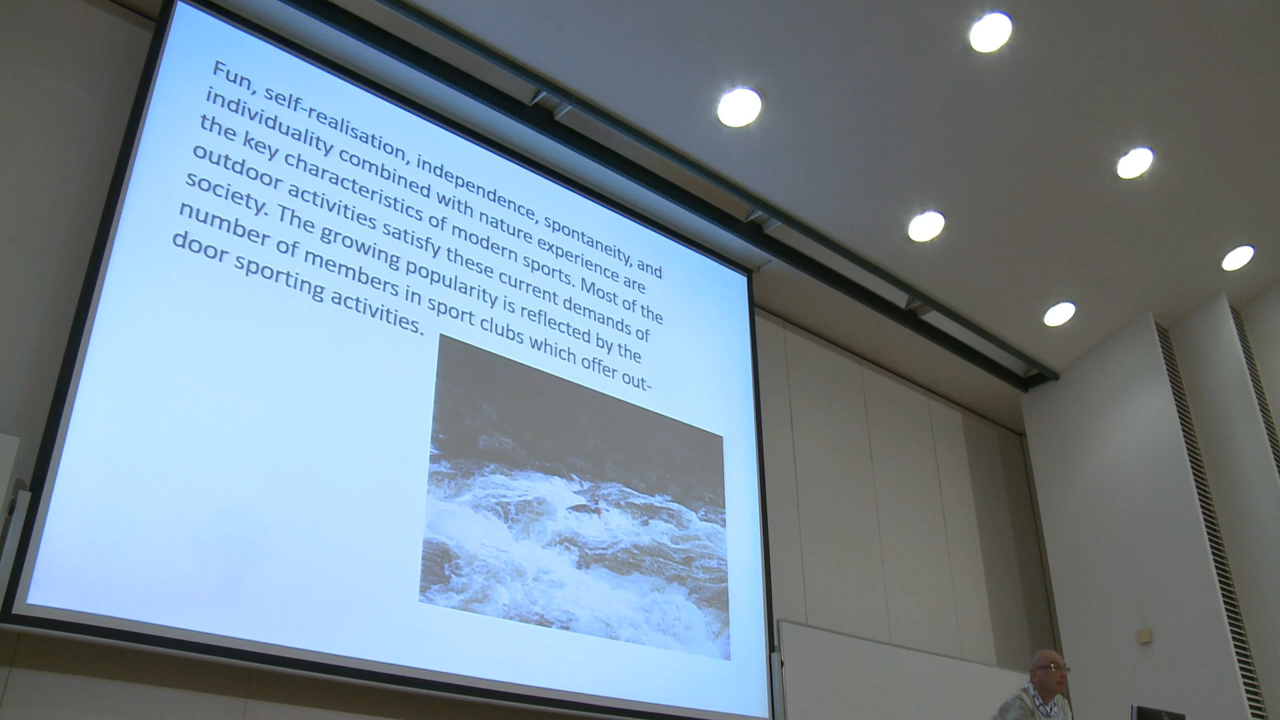 Fun, self-realisation, independence, spontaneity, and
individuality combined with nature experience are
the key characteristics of modern sports. Most of the
outdoor activities satisfy these current demands of
society. The growing popularity is reflected by the
number of members in sport clubs which offer out-
door sporting activities.